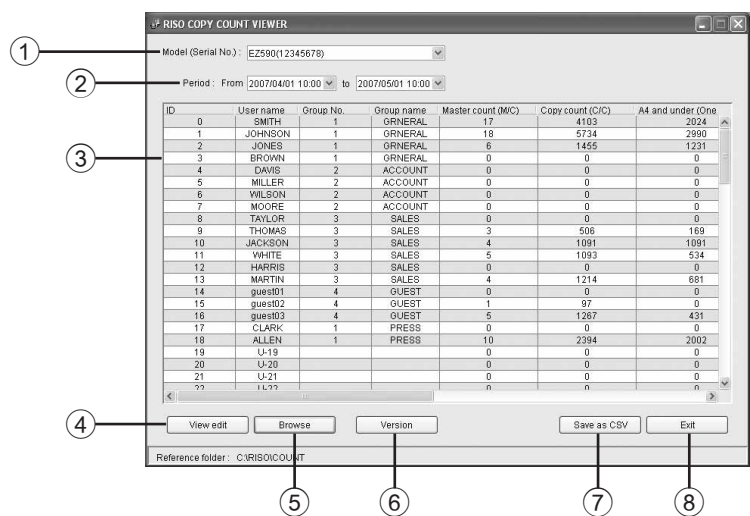 RISO COPY COUNT VIEWER
① Model (Serial No.) : EZ590(12345678)
② Period : From 2007/04/01 10:00 to 2007/05/01 10:00
ID User name Group No. Group name Master count (M/C) Copy count (C/C) A4 and under (One
0 SMITH 1 GRNERAL 17 4103 2024
1 JOHNSON 1 GRNERAL 18 5734 2990
2 JONES 1 GRNERAL 6 1455 1231
③ 3 BROWN 1 GRNERAL 0 0 0
4 DAVIS 2 ACCOUNT 0 0 0
5 MILLER 2 ACCOUNT 0 0 0
6 WILSON 2 ACCOUNT 0 0 0
7 MOORE 2 ACCOUNT 0 0 0
8 TAYLOR 3 SALES 0 0 0
9 THOMAS 3 SALES 3 506 169
10 JACKSON 3 SALES 4 1091 1091
11 WHITE 3 SALES 5 1093 534
12 HARRIS 3 SALES 0 0 0
13 MARTIN 3 SALES 4 1214 681
14 guest01 4 GUEST 0 0 0
15 guest02 4 GUEST 1 97 0
16 guest03 4 GUEST 5 1267 431
17 CLARK 1 PRESS 0 0 0
18 ALLEN 1 PRESS 10 2394 2002
19 U-19 0 0 0
20 U-20 0 0 0
21 U-21 0 0 0
22 U-22 0 0 0
④ View edit Browse Version Save as CSV Exit
Reference folder : C:\RISO\COUNT
⑤ ⑥ ⑦ ⑧